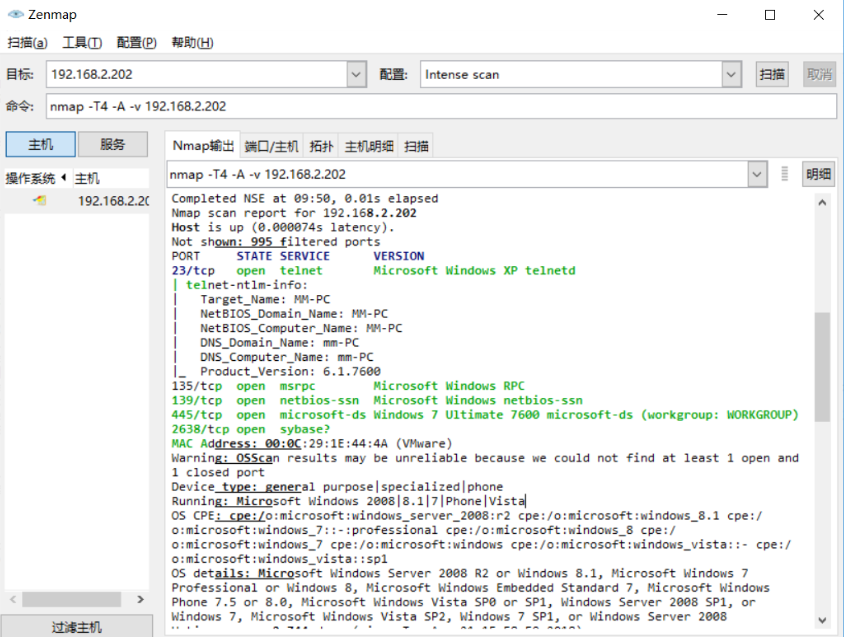 Zenmap
扫描(a) 工具(T) 配置(P) 帮助(H)
目标: 192.168.2.202 配置: Intense scan 扫描 取消
命令: nmap -T4 -A -v 192.168.2.202
主机 服务 Nmap输出 端口/主机 拓扑 主机明细 扫描
操作系统 主机 nmap -T4 -A -v 192.168.2.202 明细
192.168.2.20
Completed NSE at 09:50, 0.01s elapsed
Nmap scan report for 192.168.2.202
Host is up (0.000074s latency).
Not shown: 995 filtered ports
PORT STATE SERVICE VERSION
23/tcp open telnet Microsoft Windows XP telnetd
| telnet-ntlm-info:
| Target_Name: MM-PC
| NetBIOS_Domain_Name: MM-PC
| NetBIOS_Computer_Name: MM-PC
| DNS_Domain_Name: mm-PC
| DNS_Computer_Name: mm-PC
|_ Product_Version: 6.1.7600
135/tcp open msrpc Microsoft Windows RPC
139/tcp open netbios-ssn Microsoft Windows netbios-ssn
445/tcp open microsoft-ds Windows 7 Ultimate 7600 microsoft-ds (workgroup: WORKGROUP)
2638/tcp open sybase?
MAC Address: 00:0C:29:1E:44:4A (VMware)
Warning: OSScan results may be unreliable because we could not find at least 1 open and
1 closed port
Device type: general purpose|specialized|phone
Running: Microsoft Windows 2008|8.1|7|Phone|Vista
OS CPE: cpe:/o:microsoft:windows_server_2008:r2 cpe:/o:microsoft:windows_8.1 cpe:/
o:microsoft:windows_7::-:professional cpe:/o:microsoft:windows_8 cpe:/
o:microsoft:windows_7 cpe:/o:microsoft:windows cpe:/o:microsoft:windows_vista::- cpe:/
o:microsoft:windows_vista::sp1
OS details: Microsoft Windows Server 2008 R2 or Windows 8.1, Microsoft Windows 7
Professional or Windows 8, Microsoft Windows Embedded Standard 7, Microsoft Windows
Phone 7.5 or 8.0, Microsoft Windows Vista SP0 or SP1, Windows Server 2008 SP1, or
Windows 7, Microsoft Windows Vista SP2, Windows 7 SP1, or Windows Server 2008
过滤主机